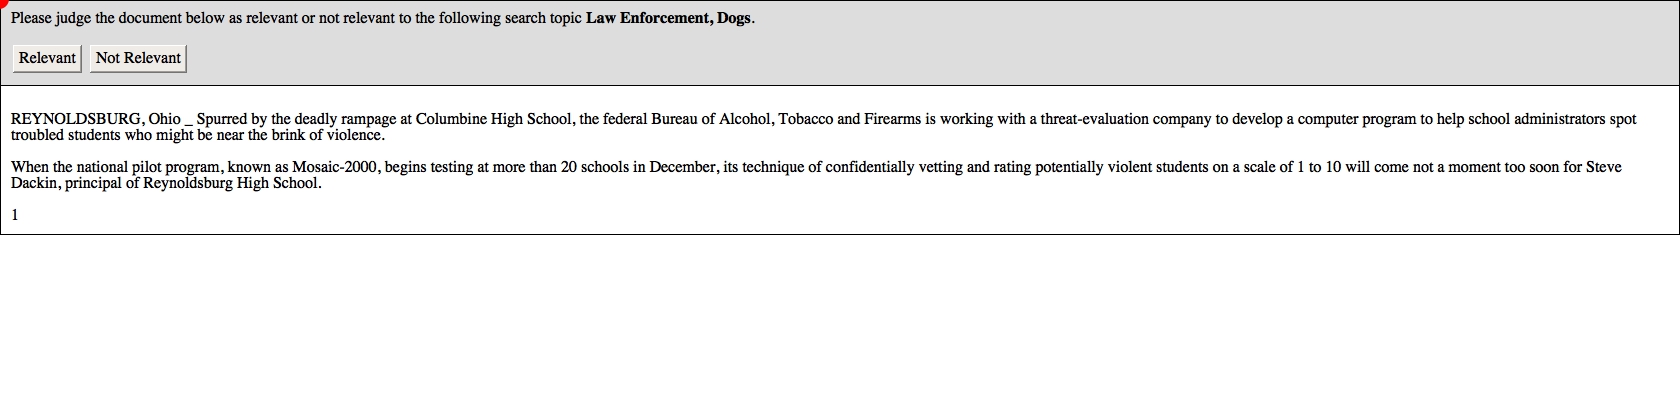 Please judge the document below as relevant or not relevant to the following search topic Law Enforcement, Dogs.
Relevant Not Relevant
REYNOLDSBURG, Ohio _ Spurred by the deadly rampage at Columbine High School, the federal Bureau of Alcohol, Tobacco and Firearms is working with a threat-evaluation company to develop a computer program to help school administrators spot
troubled students who might be near the brink of violence.
When the national pilot program, known as Mosaic-2000, begins testing at more than 20 schools in December, its technique of confidentially vetting and rating potentially violent students on a scale of 1 to 10 will come not a moment too soon for Steve
Dackin, principal of Reynoldsburg High School.
1